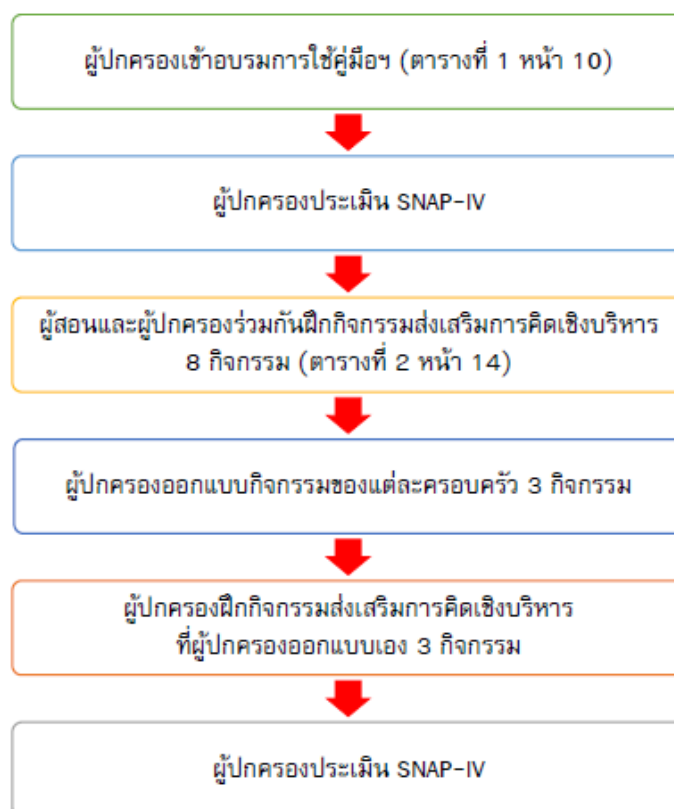 ผู้ปกครองเข้าอบรมการใช้คู่มือฯ (ตารางที่ 1 หน้า 10)
ผู้ปกครองประเมิน SNAP-IV
ผู้สอนและผู้ปกครองร่วมกันฝึกกิจกรรมส่งเสริมการคิดเชิงบริหาร
8 กิจกรรม (ตารางที่ 2 หน้า 14)
ผู้ปกครองออกแบบกิจกรรมของแต่ละครอบครัว 3 กิจกรรม
ผู้ปกครองฝึกกิจกรรมส่งเสริมการคิดเชิงบริหาร
ที่ผู้ปกครองออกแบบเอง 3 กิจกรรม
ผู้ปกครองประเมิน SNAP-IV